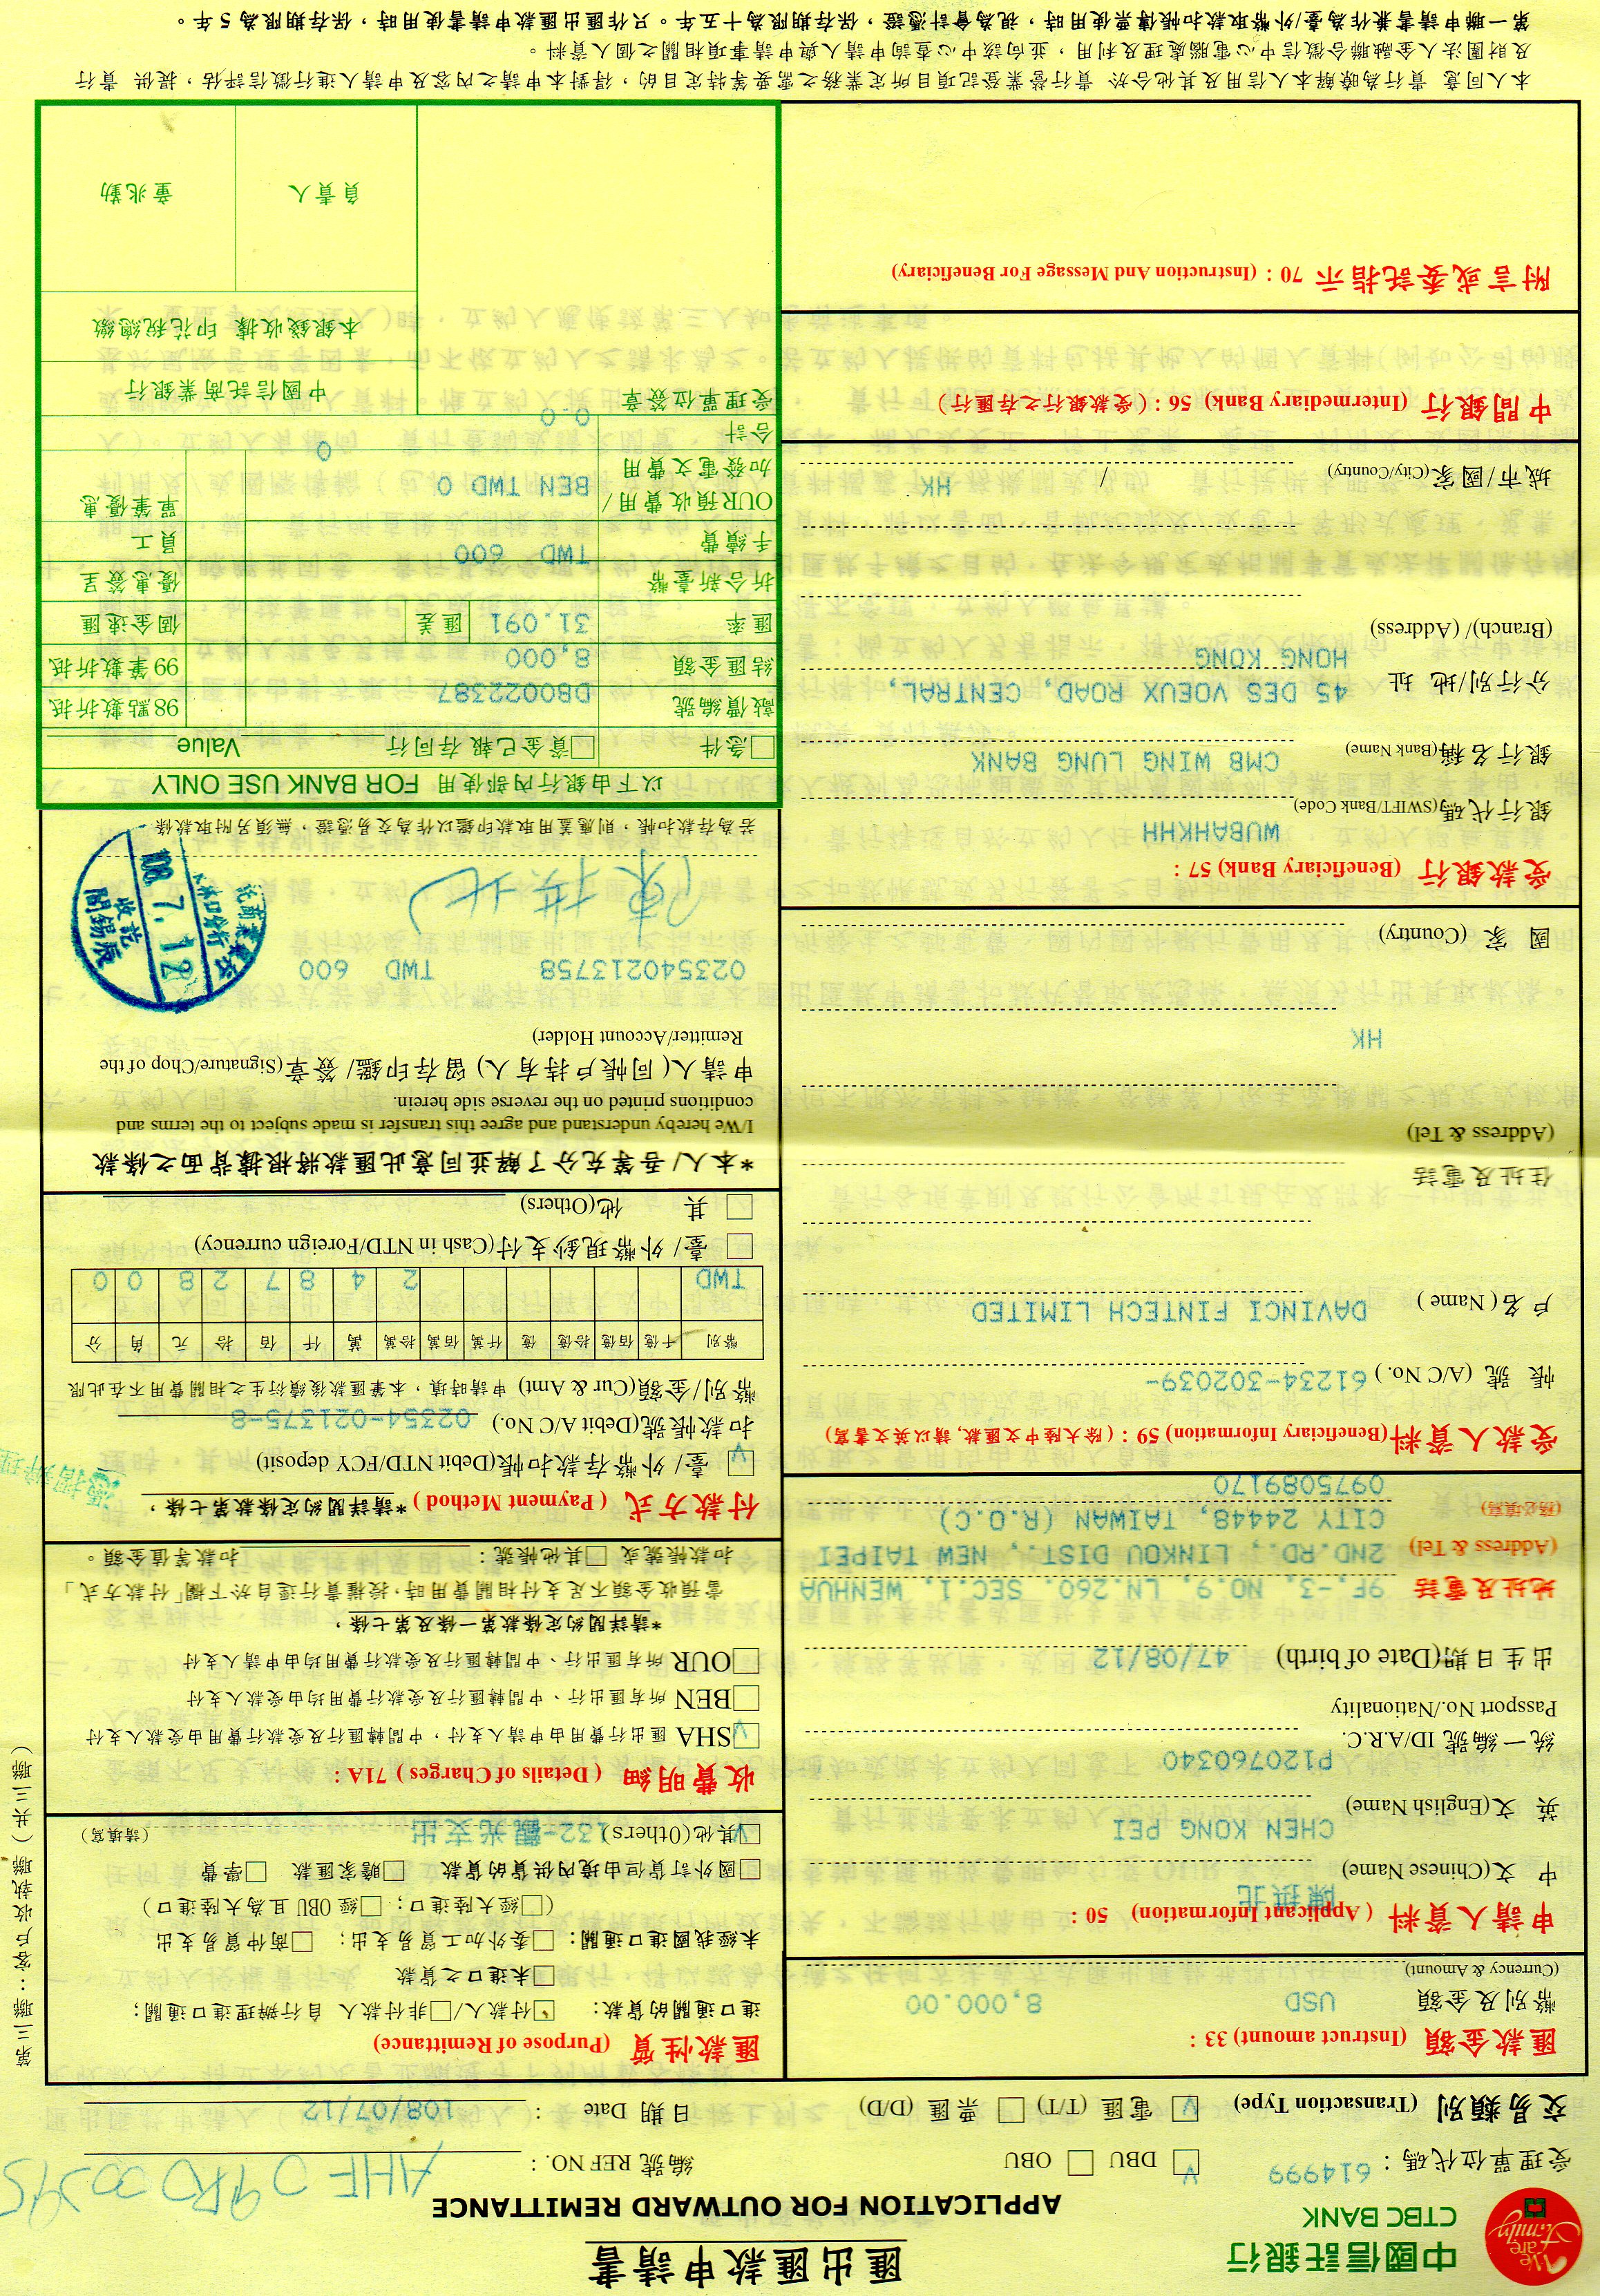 We are Family
中國信託銀行
CTBC BANK
匯出匯款申請書
APPLICATION FOR OUTWARD REMITTANCE
受理單位代碼：614999 V DBU □ OBU
編號 REF NO.：
交易類別 (Transaction Type) V 電匯 (T/T) □ 票匯 (D/D)
日期 Date ：108/07/12
第三聯：客戶收執聯（共三聯）
匯款金額 (Instruct amount) 33：
幣別及金額 USD 8,000.00
(Currency & Amount)
申請人資料 ( Applicant Information) 50：
陳拱北
中 文(Chinese Name)
CHEN KONG PEI
英 文(English Name)
P120760340
統一編號 ID/A.R.C.
Passport No./Nationality
出生日期(Date of birth) 47/08/12
地址及電話 9F.-3, NO.9, LN.260, SEC.1, WENHUA
(Address & Tel) 2ND.RD., LINKOU DIST., NEW TAIPEI
(務必填寫) CITY 24448, TAIWAN (R.O.C)
0975089170
受款人資料(Beneficiary Information) 59：(除大陸中文匯款, 請以英文書寫)
帳 號 (A/C No.) 61234-302039-
戶名( Name ) DAVINCI FINTECH LIMITED
住址及電話
(Address & Tel)
HK
國 家 (Country)
受款銀行 (Beneficiary Bank) 57：
銀行代碼(SWIFT/Bank Code) WUBAHKHH
銀行名稱(Bank Name) CMB WING LUNG BANK
分行別/地 址 45 DES VOEUX ROAD, CENTRAL,
HONG KONG
(Branch)/ (Address)
城市/國家(City/Country) / HK
中間銀行 (Intermediary Bank) 56：(受款銀行之存匯行)
附言或委託指示 70：(Instruction And Message For Beneficiary)
匯款性質 (Purpose of Remittance)
進口通關的貨款： □付款人/□非付款人 自行辦理進口通關；
□未進口之貨款
未經我國進口通關：□委外加工貿易支出； □商仲貿易支出
(□經大陸進口；□經 OBU 且為大陸進口)
□國外訂貨但由境內供貨的貨款 □贍家匯款 □學費
V其他(Others)132-觀光支出 (請填寫)
收費明細 ( Details of Charges ) 71A：
V SHA 匯出行費用由申請人支付，中間轉匯行及受款行費用由受款人支付
□BEN 所有匯出行、中間轉匯行及受款行費用均由受款人支付
□OUR 所有匯出行、中間轉匯行及受款行費用均由申請人支付
*請詳閱約定條款第一條及第七條，
當預收金額不足支付相關費用時，授權貴行逕自於下欄「付款方式」
扣款帳號或 □其他帳號： 扣款等值金額。
付款方式 ( Payment Method ) *請詳閱約定條款第七條，
憑摺辦理
V 臺/ 外幣存款扣帳(Debit NTD/FCY deposit)
扣款帳號(Debit A/C No.) 02354-021375-8
幣別/金額(Cur & Amt) 申請時填，本筆匯款後續衍生之相關費用不在此限
幣別 千億 佰億 拾億 億 仟萬 佰萬 拾萬 萬 仟 佰 拾 元 角 分
TWD 2 4 8 7 2 8 0 0
□ 臺/ 外幣現鈔支付(Cash in NTD/Foreign currency)
□ 其 他(Others)
*本人/ 吾等充分了解並同意此匯款將根據背面之條款
I/We hereby understand and agree this transfer is made subject to the terms and
conditions printed on the reverse side herein.
申請人( 同帳戶持有人) 留存印鑑/ 簽章(Signature/Chop of the
Remitter/Account Holder)
023540213758 TWD 600
陳拱北
108. 7. 12
若為存款扣帳，則應蓋用取款印鑑以作為交易憑證，無須另附取款條
以下由銀行內部使用 FOR BANK USE ONLY
□急件 □資金已報 存同行 Value
敲價編號 DB0022387 98點數折抵
結匯金額 8,000 99筆數折抵
匯率 31.091 匯差 個金速匯
折合新臺幣 優惠簽呈
手續費 TWD 600 員工
OUR預收費用/ BEN TWD 0 單筆優惠
加發電文費用
0
合計 0.0
受理單位簽章 中國信託商業銀行
本銀錢收據 印花稅總繳
負責人 童兆勤
本人同意 貴行為瞭解本人信用及其他合於 貴行營業登記項目所定業務之需要等特定目的，得對本申請之內容及申請人進行徵信評估，提供 貴行
及財團法人金融聯合徵信中心電腦處理及利用，並向該中心查詢申請人與申請事項相關之個人資料。
第一聯申請書兼作為臺/外幣取款扣帳傳票使用時，視為會計憑證，保存期限為十五年。只作匯出匯款申請書使用時，保存期限為 5 年。